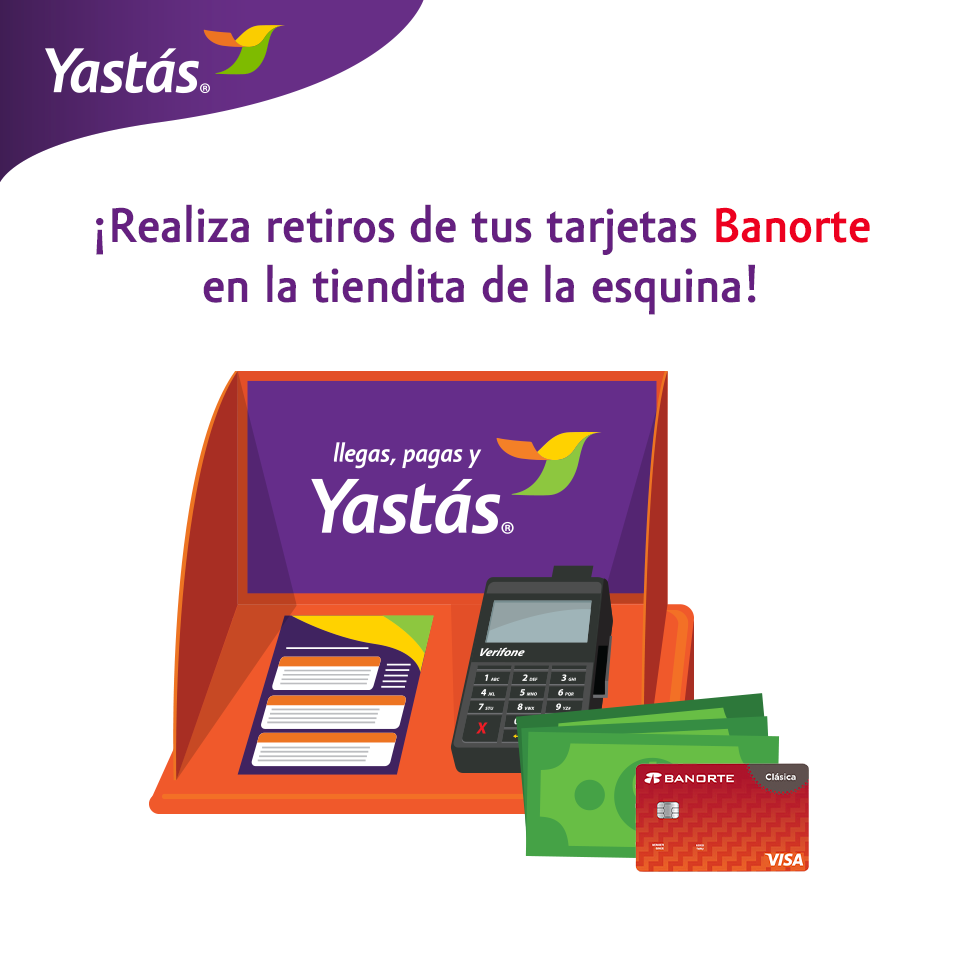 Yastás®
¡Realiza retiros de tus tarjetas Banorte
en la tiendita de la esquina!
llegas, pagas y
Yastás®
Verifone
1 ABC 2 DEF 3 GHI
4 JKL 5 MNO 6 PQR
7 STU 8 VWX 9 YZ#
X
BANORTE
Clásica
VISA